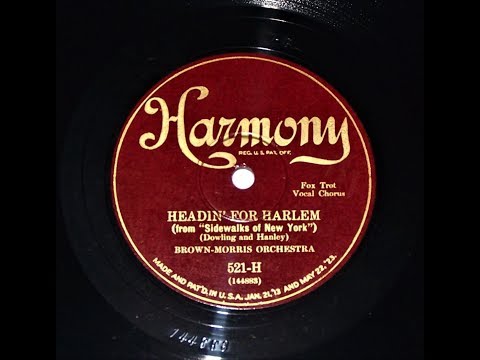 Harmony
REG. U.S. PAT. OFF.
Fox Trot
Vocal Chorus
HEADIN' FOR HARLEM
(from "Sidewalks of New York")
(Dowling and Hanley)
BROWN-MORRIS ORCHESTRA
521-H
(144883)
MADE AND PAT'D. IN U.S.A. JAN. 21, '13 AND MAY 22, '23.